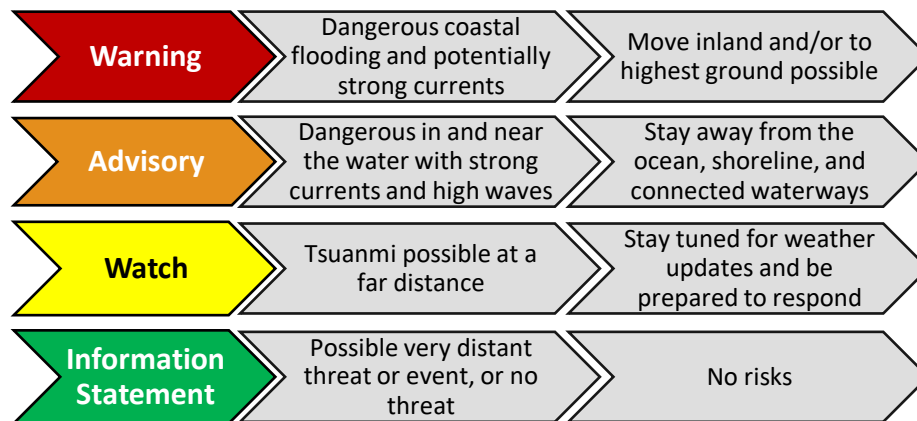 Warning
Dangerous coastal
flooding and potentially
strong currents
Move inland and/or to
highest ground possible
Advisory
Dangerous in and near
the water with strong
currents and high waves
Stay away from the
ocean, shoreline, and
connected waterways
Watch
Tsuanmi possible at a
far distance
Stay tuned for weather
updates and be
prepared to respond
Information
Statement
Possible very distant
threat or event, or no
threat
No risks